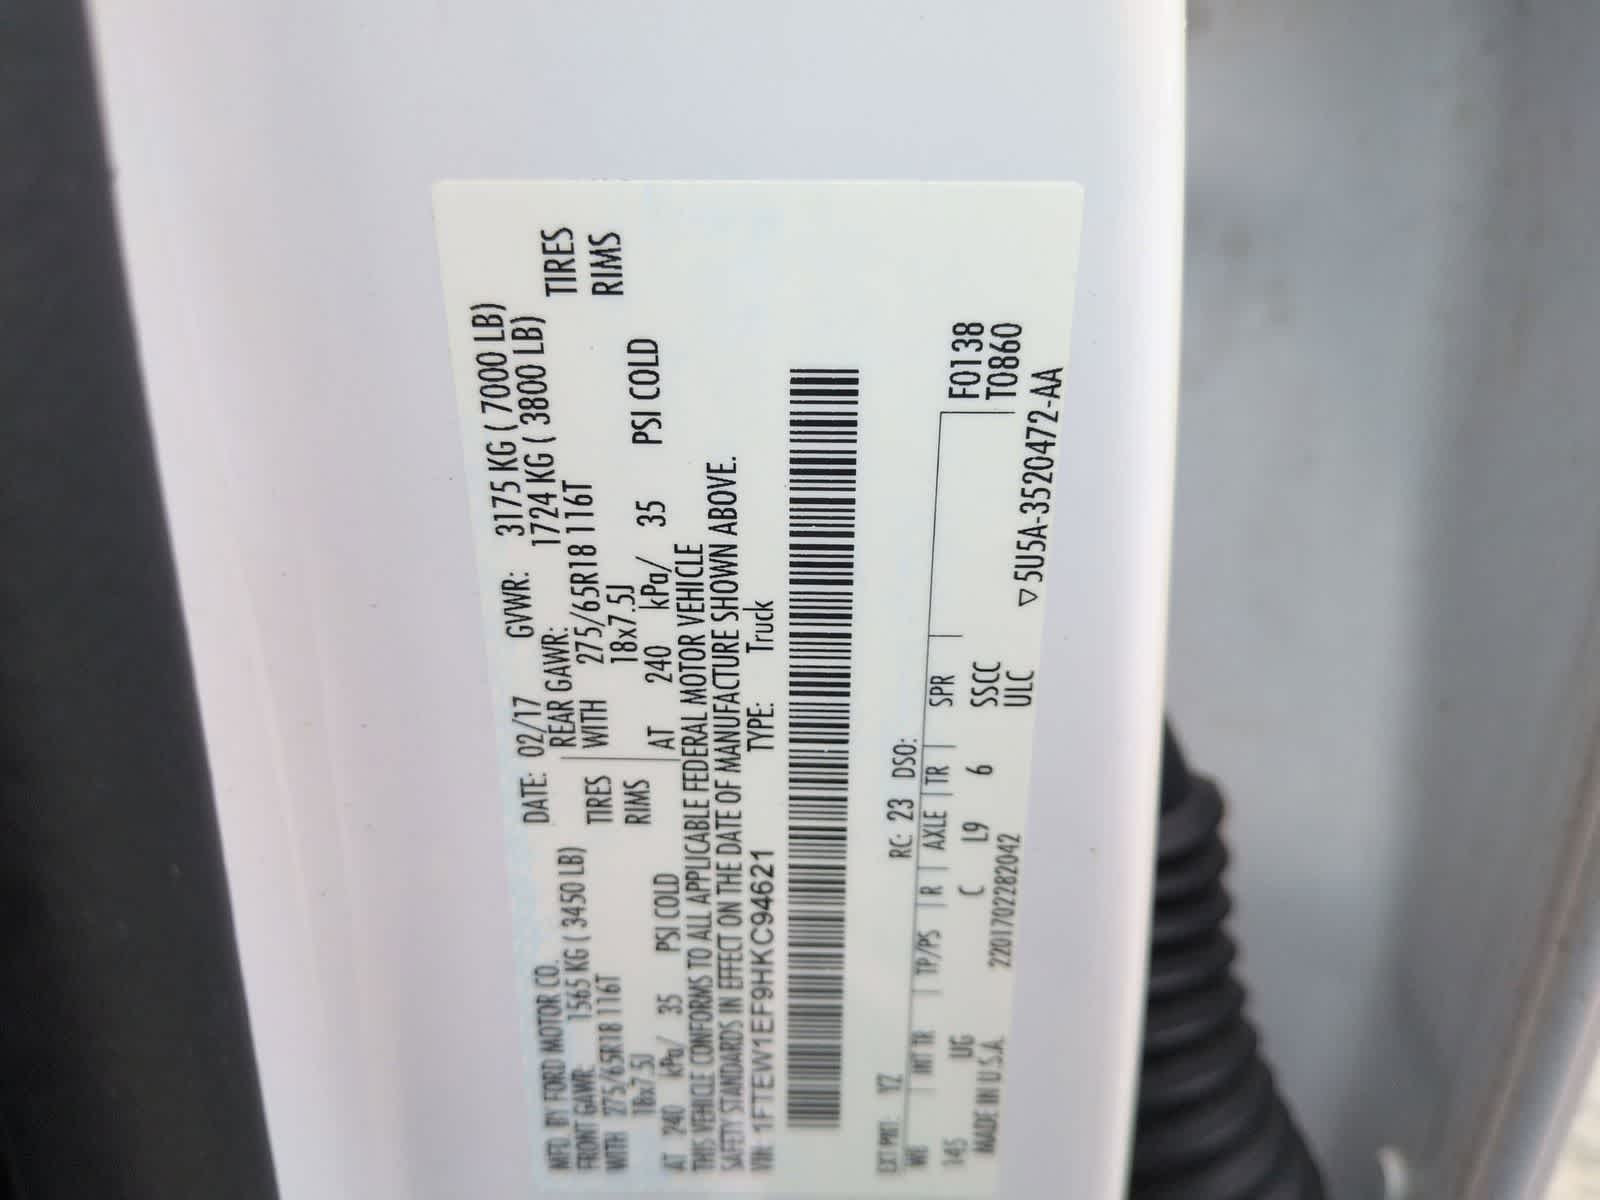 MFD. BY FORD MOTOR CO. DATE: 02/17 GVWR: 3175 KG ( 7000 LB)
FRONT GAWR: 1565 KG ( 3450 LB) REAR GAWR: 1724 KG ( 3800 LB)
WITH 275/65R18 116T TIRES WITH 275/65R18 116T TIRES
18x7.5J RIMS 18x7.5J RIMS
AT 240 kPa/ 35 PSI COLD AT 240 kPa/ 35 PSI COLD
THIS VEHICLE CONFORMS TO ALL APPLICABLE FEDERAL MOTOR VEHICLE
SAFETY STANDARDS IN EFFECT ON THE DATE OF MANUFACTURE SHOWN ABOVE.
VIN: 1FTEW1EF9HKC94621 TYPE: Truck
EXT PNT: YZ RC: 23 DSO: F0138
WB INT TR TP/PS R AXLE TR SPR T0860
145 UG C L9 6 SSCC
MADE IN U.S.A. 2201702282042 ULC ▽5U5A-3520472-AA